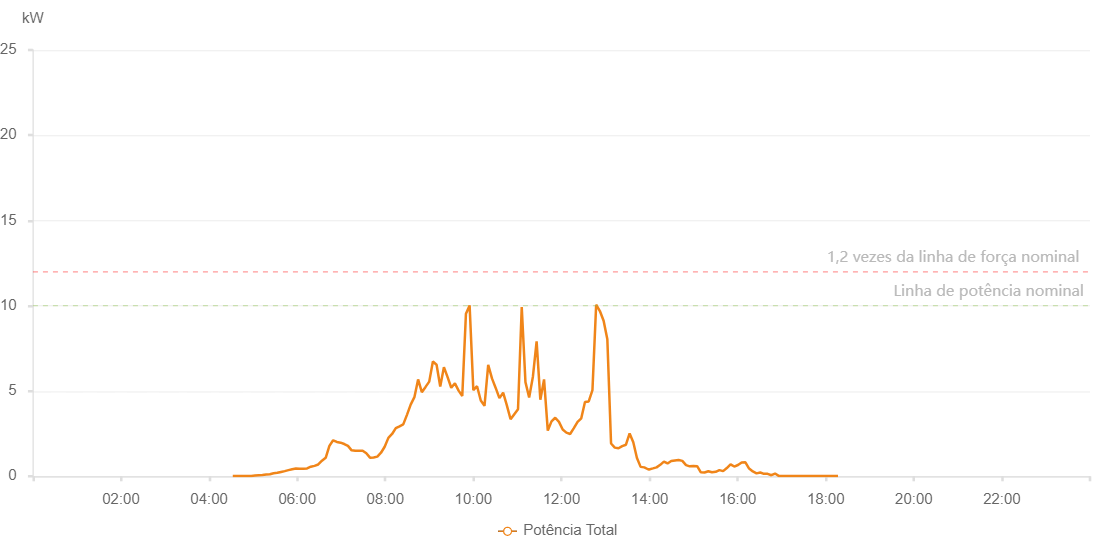 kW
25
20
15
1,2 vezes da linha de força nominal
Linha de potência nominal
10
5
0
02:00 04:00 06:00 08:00 10:00 12:00 14:00 16:00 18:00 20:00 22:00
Potência Total